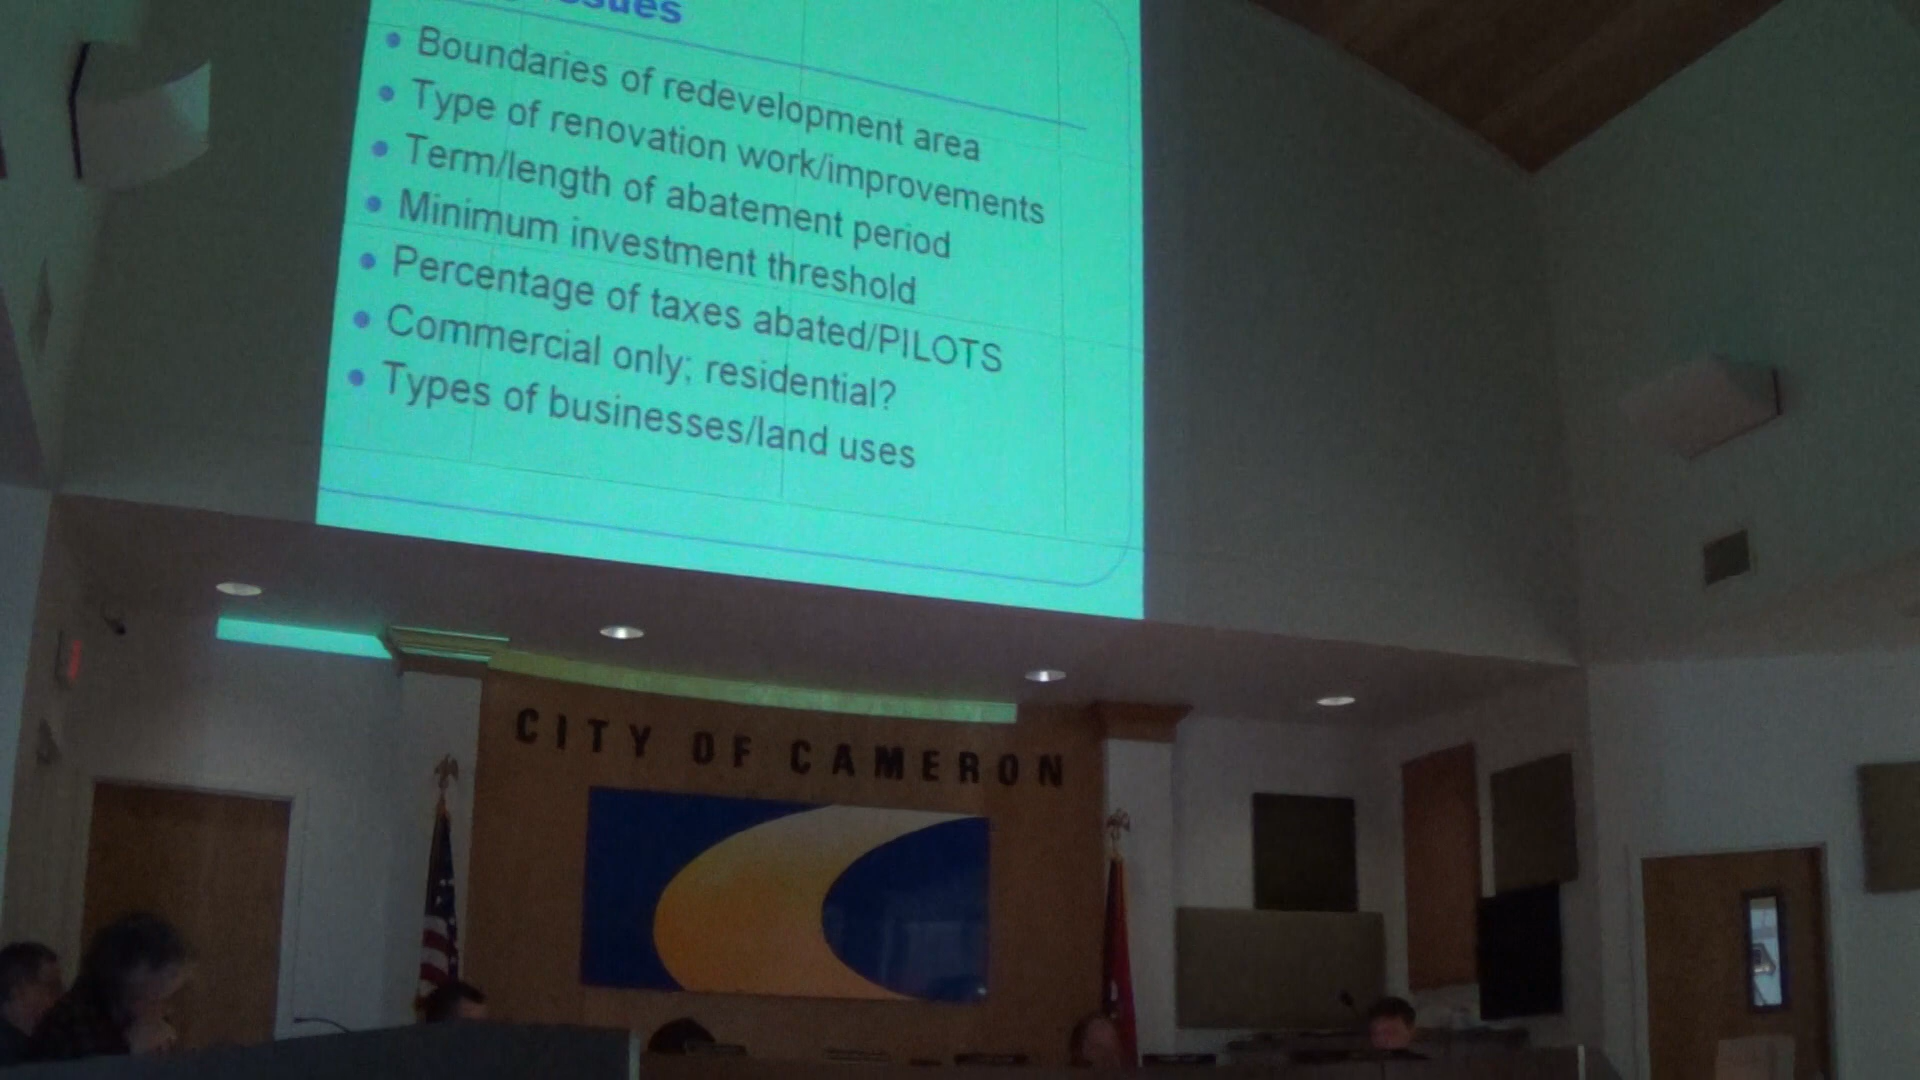 Boundaries of redevelopment area
Type of renovation work/improvements
Term/length of abatement period
Minimum investment threshold
Percentage of taxes abated/PILOTS
Commercial only; residential?
Types of businesses/land uses
CITY OF CAMERON